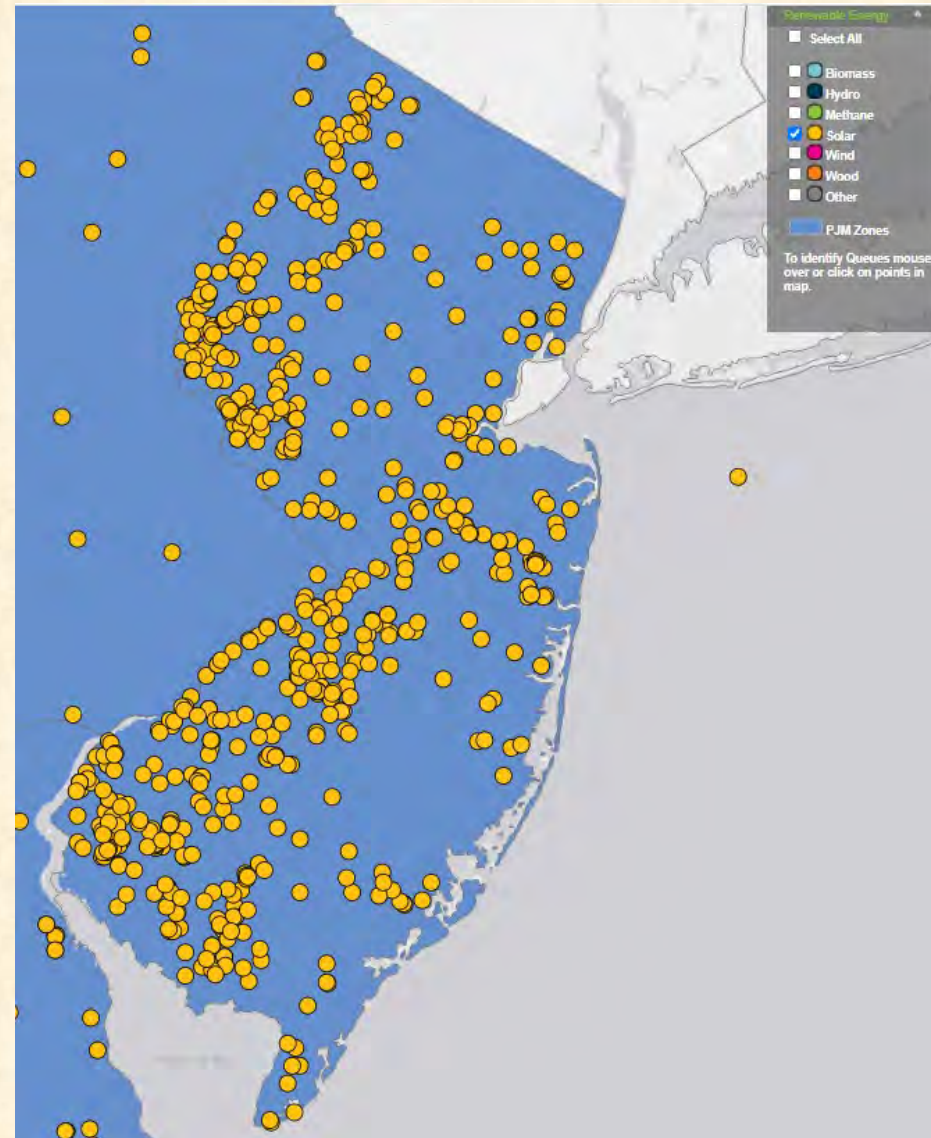 Renewable Energy
Select All
Biomass
Hydro
Methane
Solar
Wind
Wood
Other
PJM Zones
To identify Queues mouse
over or click on points in
map.